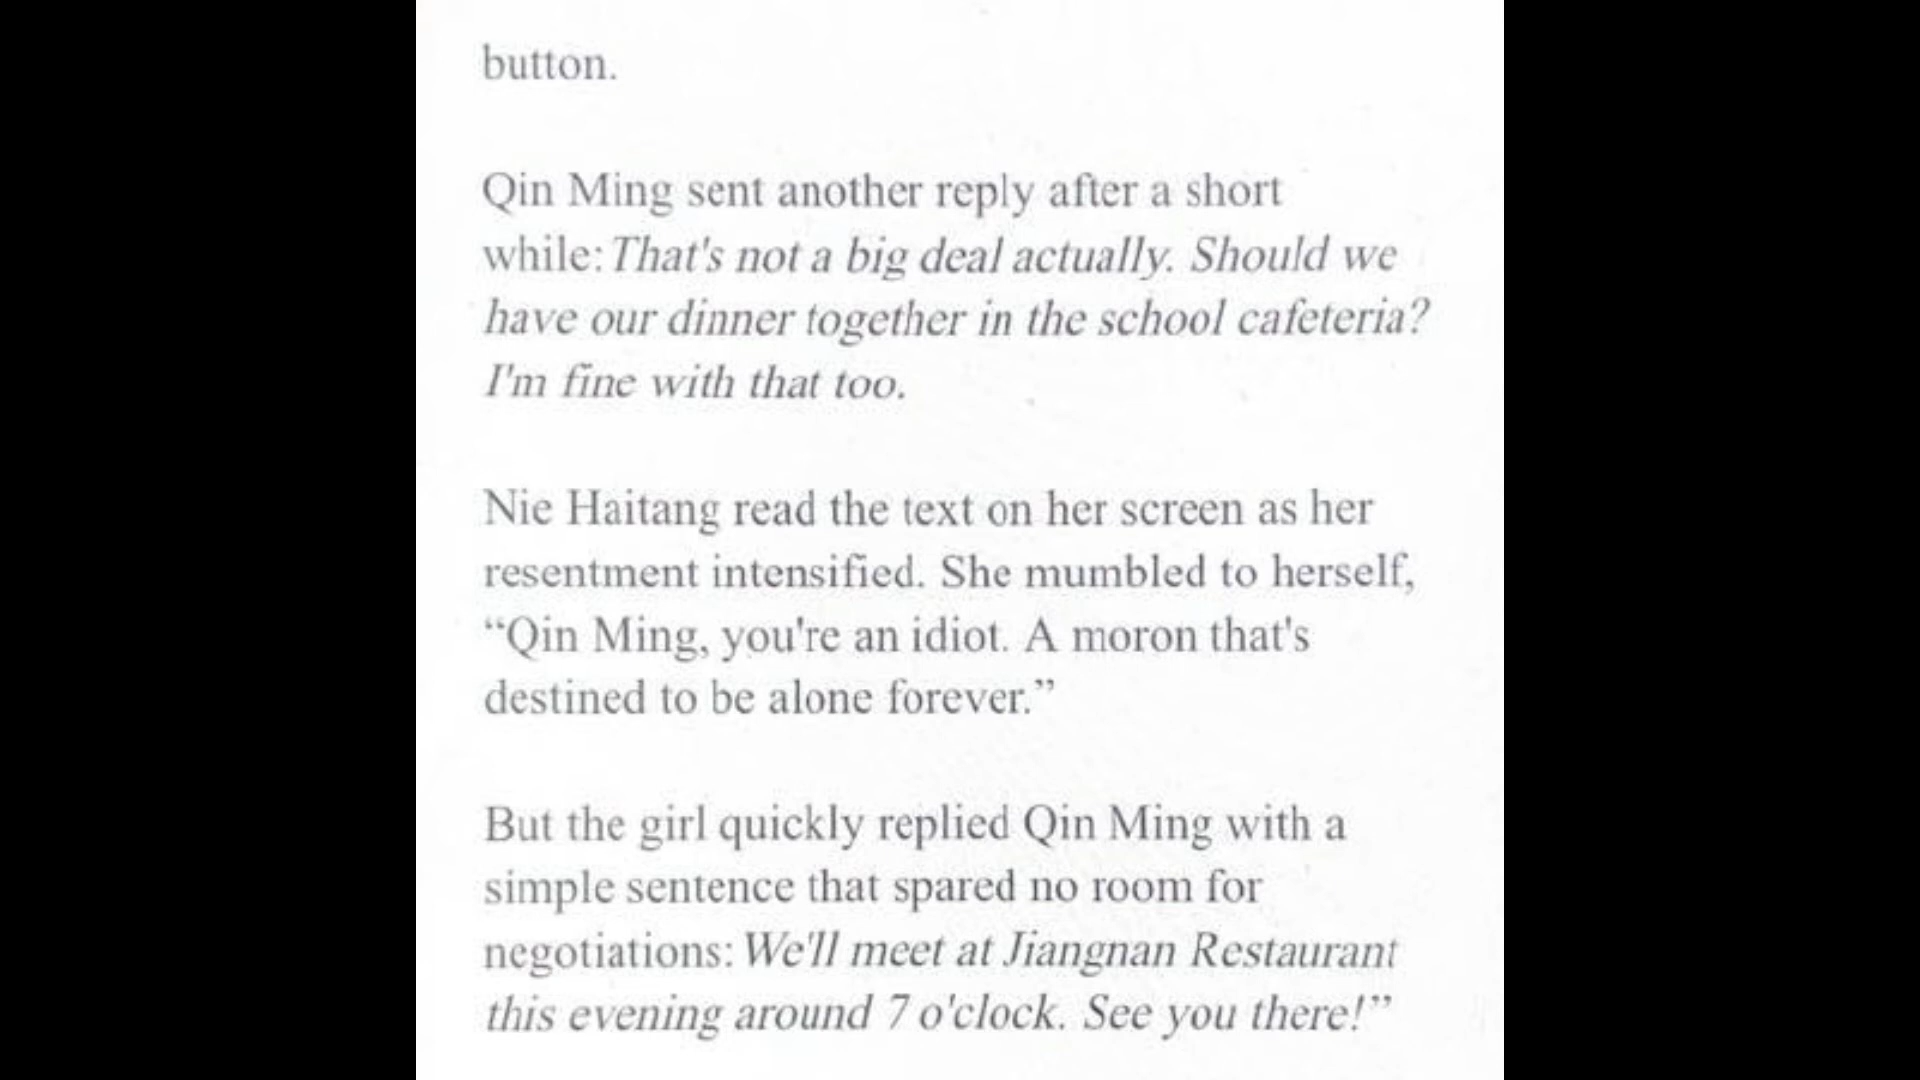 button.
Qin Ming sent another reply after a short
while: That's not a big deal actually. Should we
have our dinner together in the school cafeteria?
I'm fine with that too.
Nie Haitang read the text on her screen as her
resentment intensified. She mumbled to herself,
“Qin Ming, you're an idiot. A moron that's
destined to be alone forever.”
But the girl quickly replied Qin Ming with a
simple sentence that spared no room for
negotiations: We'll meet at Jiangnan Restaurant
this evening around 7 o'clock. See you there!”